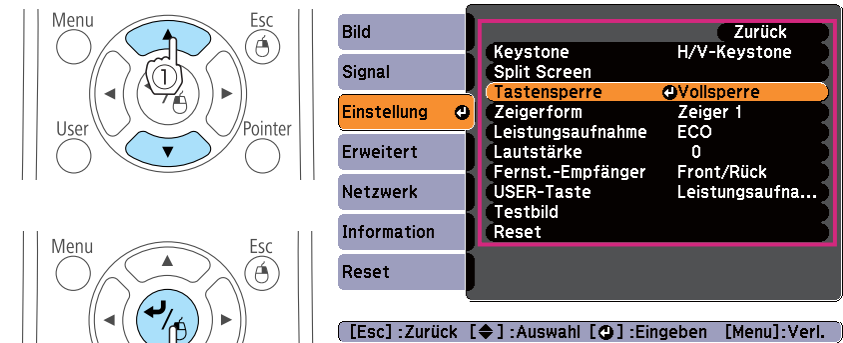 Menu
Esc
①
User
Pointer
Menu
Esc
Bild
Signal
Einstellung
Erweitert
Netzwerk
Information
Reset
Zurück
Keystone H/V-Keystone
Split Screen
Tastensperre Vollsperre
Zeigerform Zeiger 1
Leistungsaufnahme ECO
Lautstärke 0
Fernst.-Empfänger Front/Rück
USER-Taste Leistungsaufna...
Testbild
Reset
[Esc] :Zurück [◆] :Auswahl [⏎] :Eingeben [Menu]:Verl.